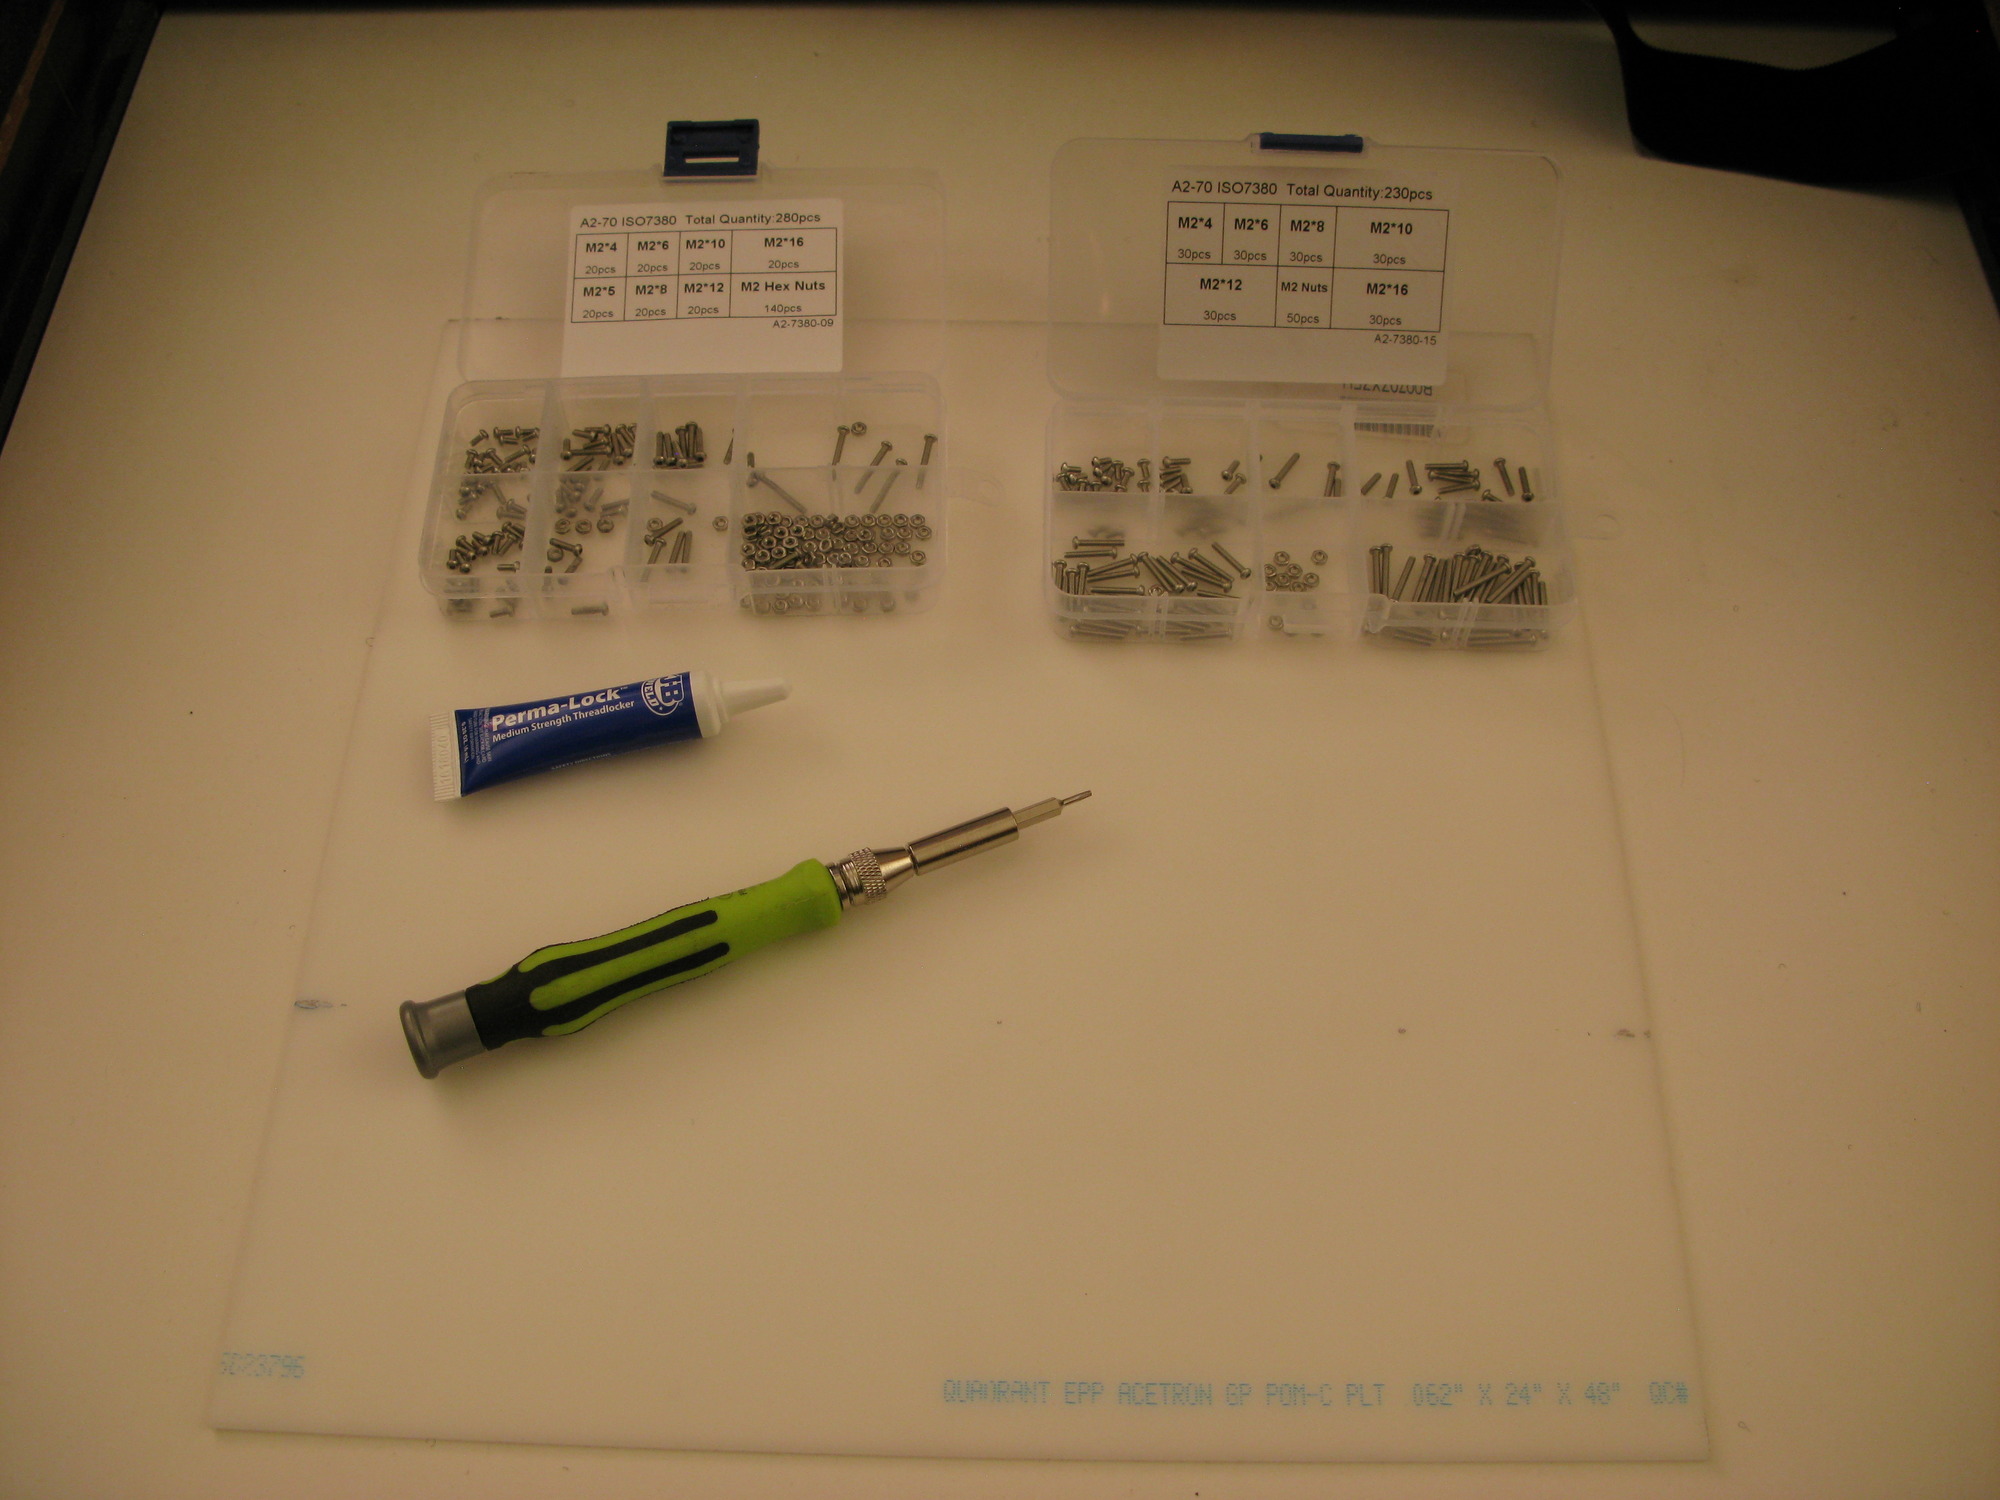 A2-70 ISO7380 Total Quantity:280pcs
M2*4 M2*6 M2*10 M2*16
20pcs 20pcs 20pcs 20pcs
M2*5 M2*8 M2*12 M2 Hex Nuts
20pcs 20pcs 20pcs 140pcs
A2-7380-09
A2-70 ISO7380 Total Quantity:230pcs
M2*4 M2*6 M2*8 M2*10
30pcs 30pcs 30pcs 30pcs
M2*12 M2 Nuts M2*16
30pcs 50pcs 30pcs
A2-7380-15
Perma-Lock™
Medium Strength Threadlocker
WELD
QUADRANT EPP ACETRON GP POM-C PLT .062" X 24" X 48" QC#